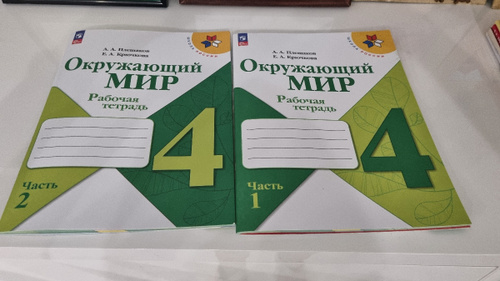 А. А. Плешаков
Е. А. Крючкова
Окружающий
МИР
Рабочая
тетрадь
4
Часть
2
А. А. Плешаков
Е. А. Крючкова
Окружающий
МИР
Рабочая
тетрадь
4
Часть
1